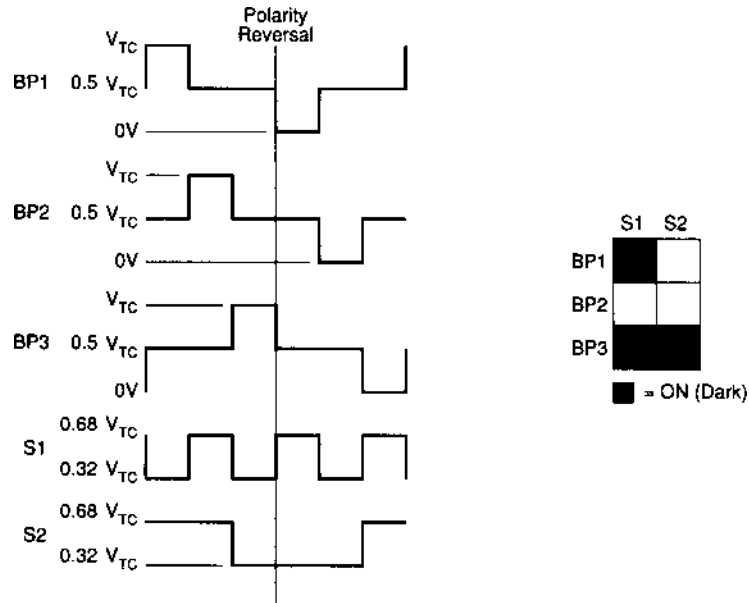 Polarity
Reversal
V_TC
BP1 0.5 V_TC
0V
V_TC
BP2 0.5 V_TC
0V
V_TC
BP3 0.5 V_TC
0V
0.68 V_TC
S1
0.32 V_TC
0.68 V_TC
S2
0.32 V_TC
S1 S2
BP1
BP2
BP3
= ON (Dark)